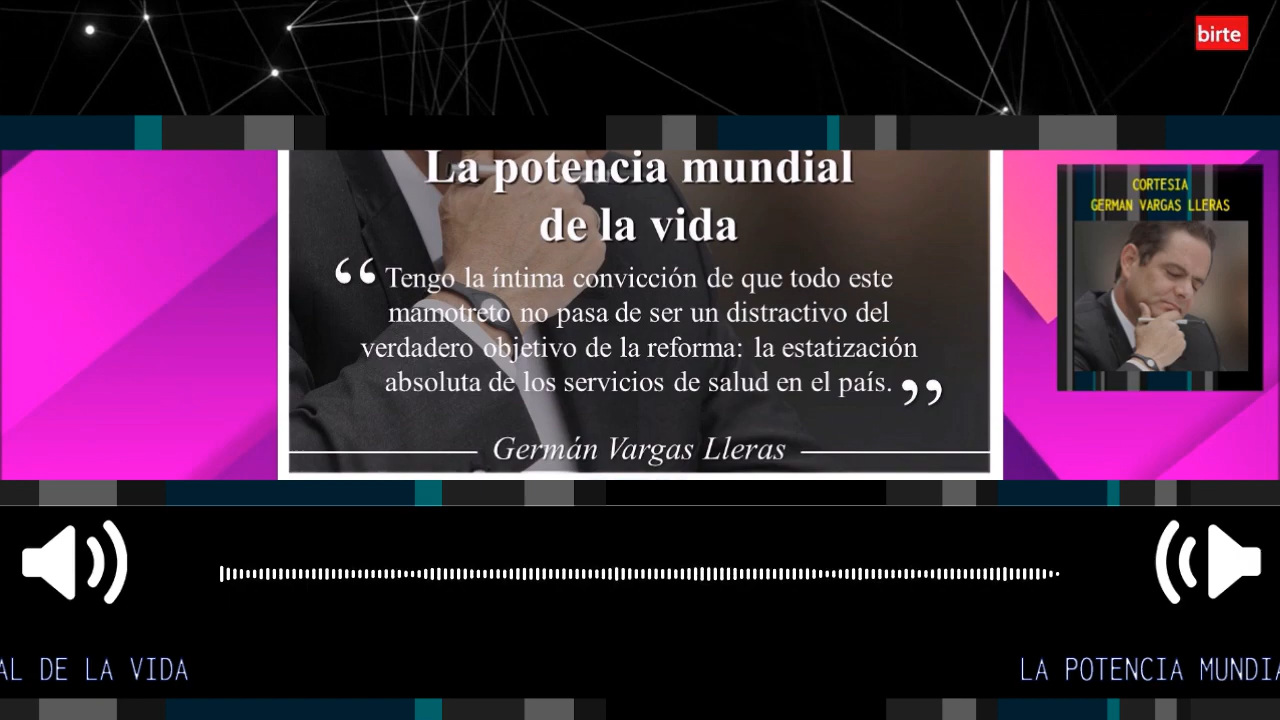 birte
La potencia mundial
de la vida
“ Tengo la íntima convicción de que todo este
mamotreto no pasa de ser un distractivo del
verdadero objetivo de la reforma: la estatización
absoluta de los servicios de salud en el país. ”
Germán Vargas Lleras
CORTESIA
GERMAN VARGAS LLERAS
AL DE LA VIDA
LA POTENCIA MUNDIA